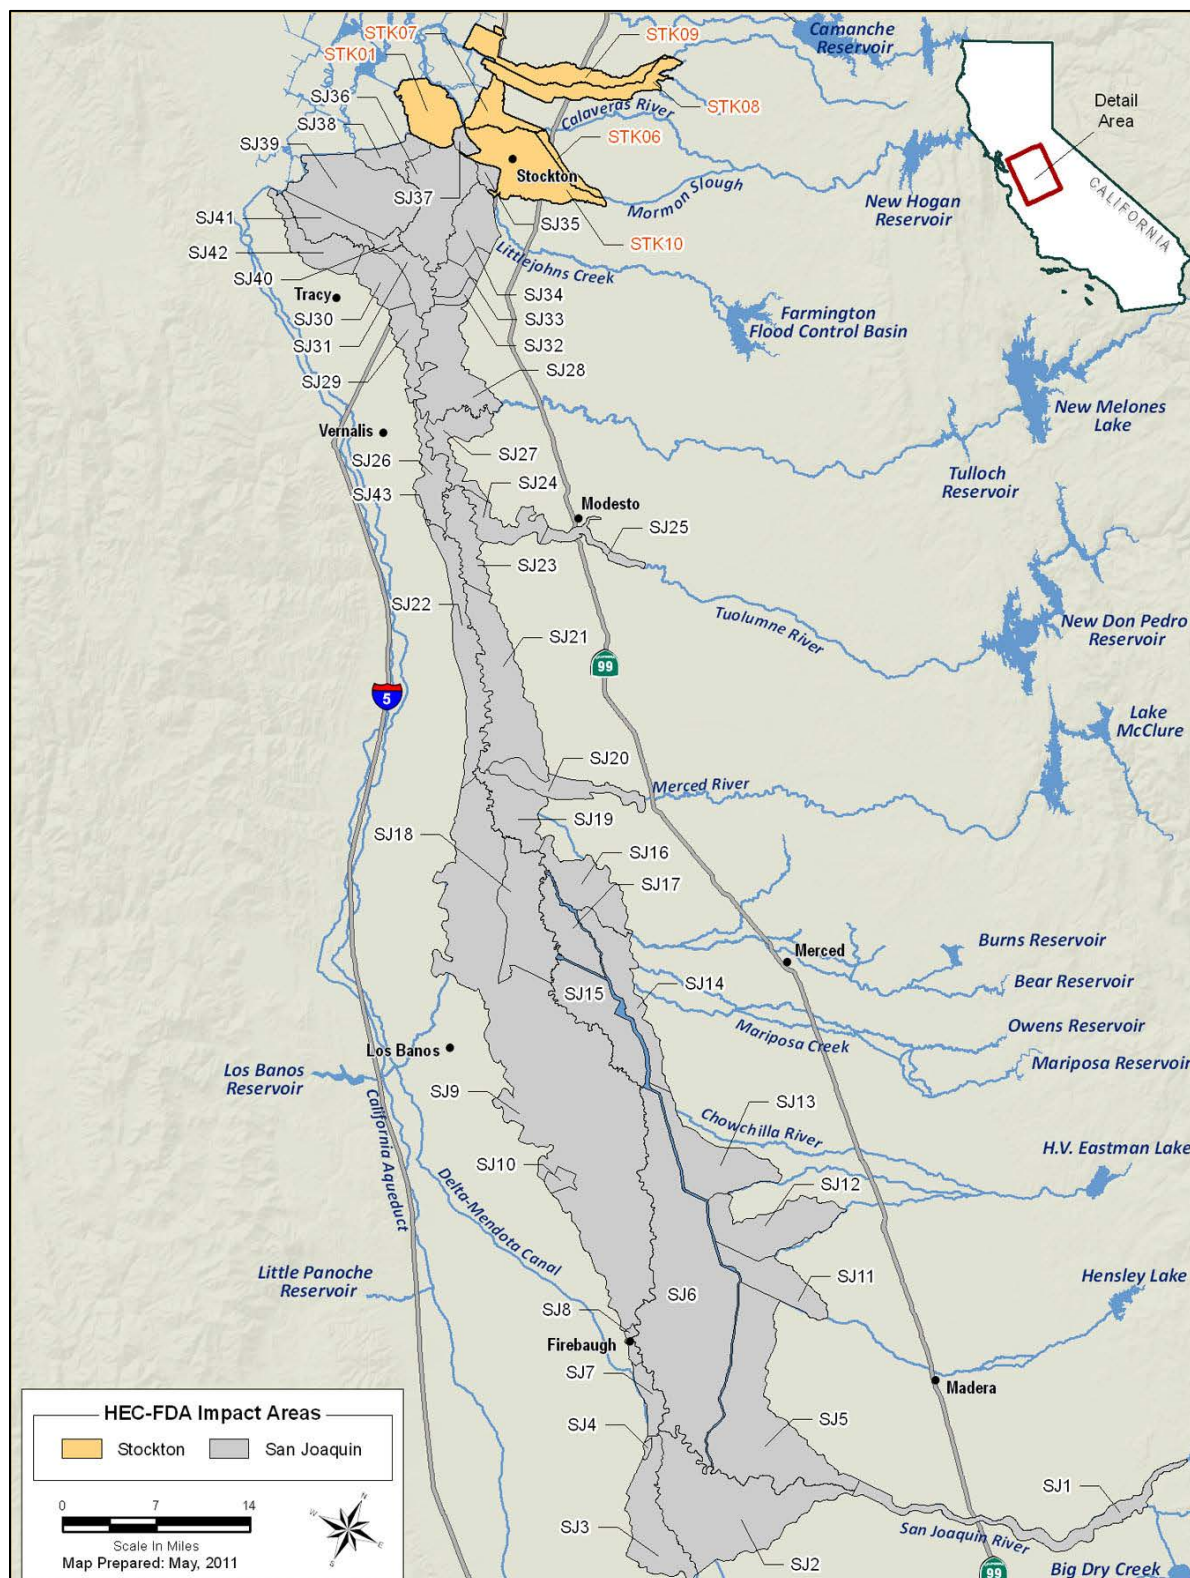 STK07
STK09
Camanche
Reservoir
STK01
SJ36
STK08
Calaveras River
Detail
Area
SJ38
SJ39
STK06
CALIFORNIA
Stockton
SJ37
Mormon Slough
New Hogan
Reservoir
SJ41
SJ35
STK10
SJ42
Littlejohns Creek
SJ40
Tracy
SJ34
Farmington
Flood Control Basin
SJ30
SJ33
SJ31
SJ32
SJ29
SJ28
New Melones
Lake
Vernalis
SJ27
SJ26
Tulloch
Reservoir
SJ24
SJ43
Modesto
SJ25
SJ23
SJ22
Tuolumne River
New Don Pedro
Reservoir
SJ21
99
5
Lake
McClure
SJ20
Merced River
SJ19
SJ18
SJ16
SJ17
Burns Reservoir
Merced
Bear Reservoir
SJ15
SJ14
Owens Reservoir
Mariposa Creek
Los Banos
Mariposa Reservoir
Los Banos
Reservoir
SJ9
SJ13
Chowchilla River
California Aqueduct
H.V. Eastman Lake
SJ10
SJ12
Delta-Mendota Canal
Little Panoche
Reservoir
SJ11
Hensley Lake
SJ6
SJ8
Firebaugh
SJ7
Madera
HEC-FDA Impact Areas
Stockton
San Joaquin
SJ4
SJ5
SJ1
0 7 14
Scale In Miles
Map Prepared: May, 2011
N
W
E
S
SJ3
San Joaquin River
SJ2
99
Big Dry Creek